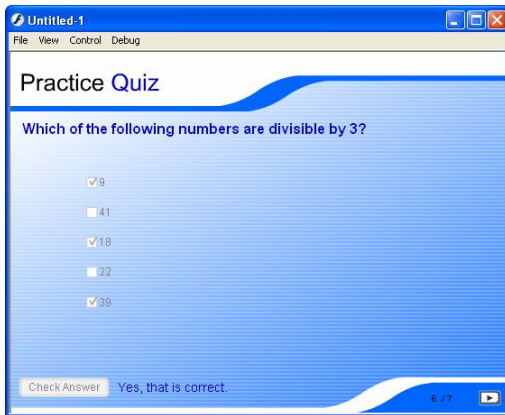 Untitled-1
File View Control Debug
Practice Quiz
Which of the following numbers are divisible by 3?
9
41
18
22
39
Check Answer Yes, that is correct.
6 / 7